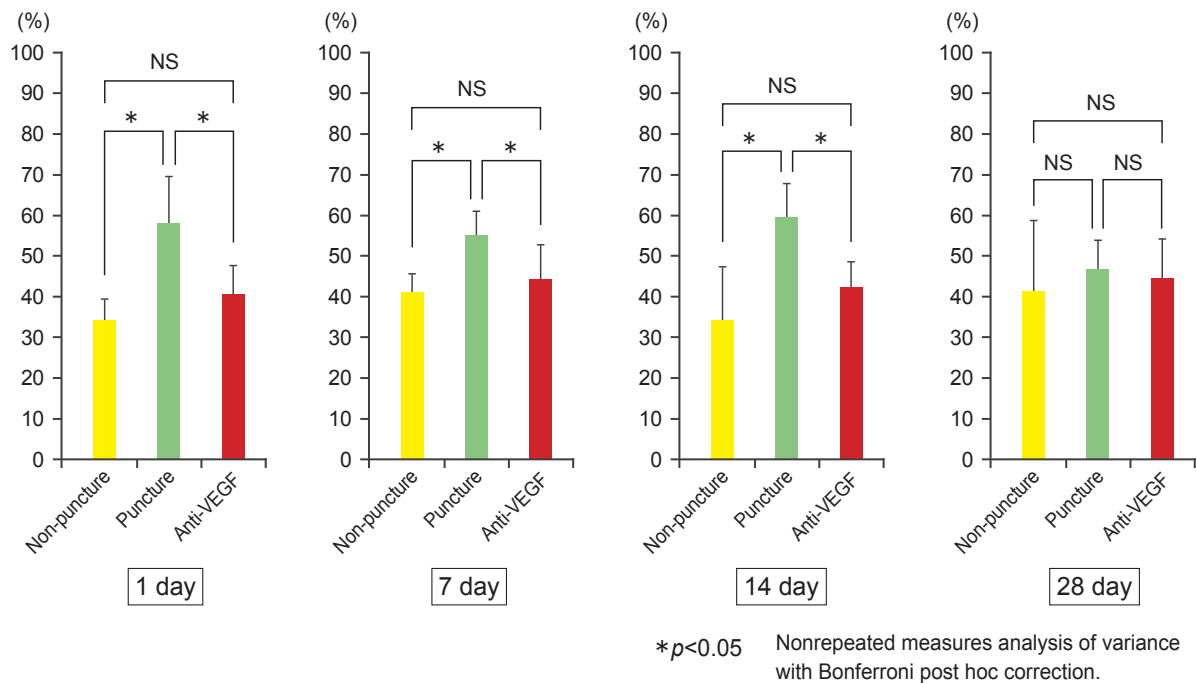 (%) (%) (%) (%)
100
90
80
70
60
50
40
30
20
10
0
NS
*
*
Non-puncture
Puncture
Anti-VEGF
1 day
100
90
80
70
60
50
40
30
20
10
0
NS
*
*
Non-puncture
Puncture
Anti-VEGF
7 day
100
90
80
70
60
50
40
30
20
10
0
NS
*
*
Non-puncture
Puncture
Anti-VEGF
14 day
100
90
80
70
60
50
40
30
20
10
0
NS
NS
NS
Non-puncture
Puncture
Anti-VEGF
28 day
*p<0.05 Nonrepeated measures analysis of variance
with Bonferroni post hoc correction.